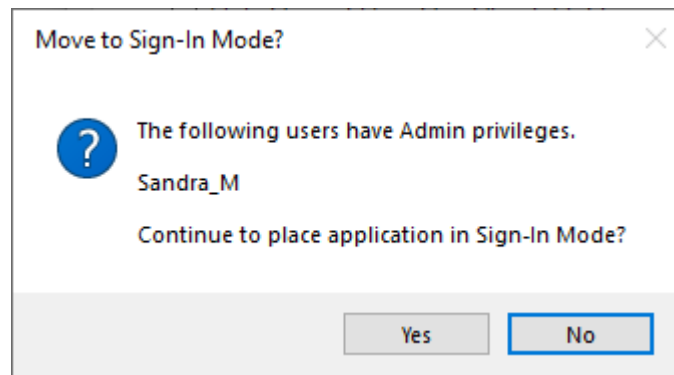 Move to Sign-In Mode?
The following users have Admin privileges.
Sandra_M
Continue to place application in Sign-In Mode?
Yes No